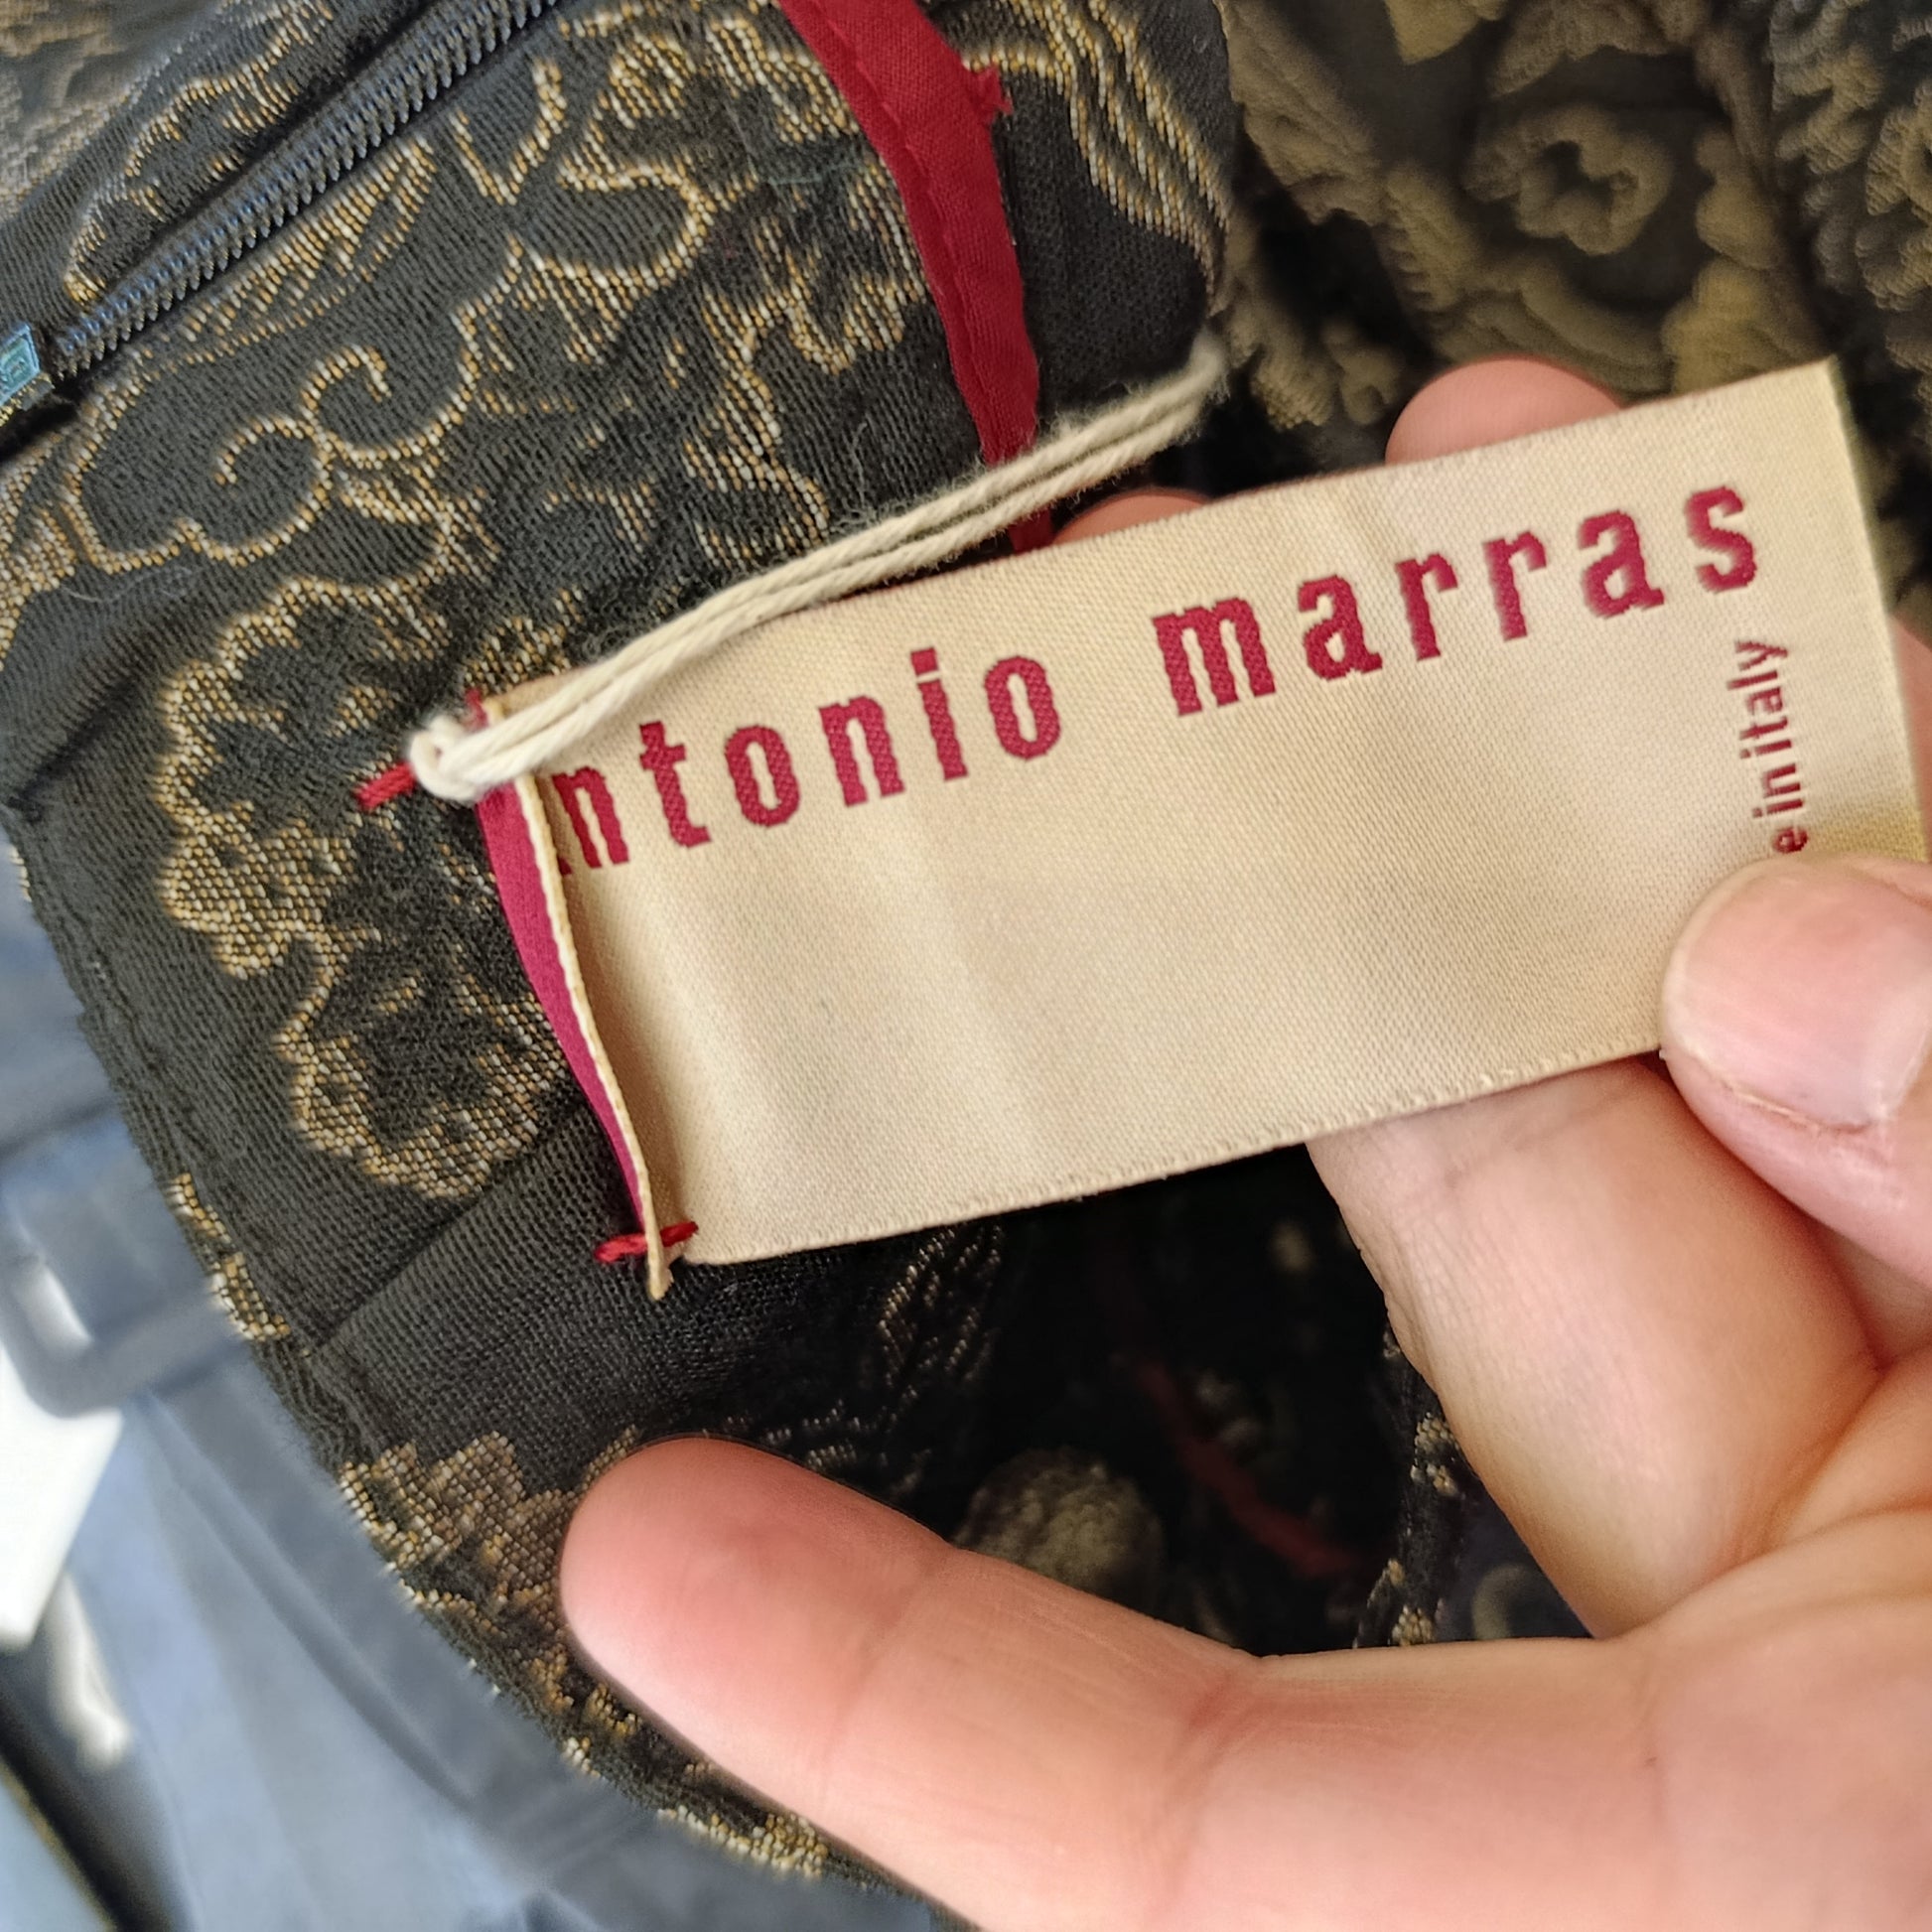 ntonio marras
e in italy